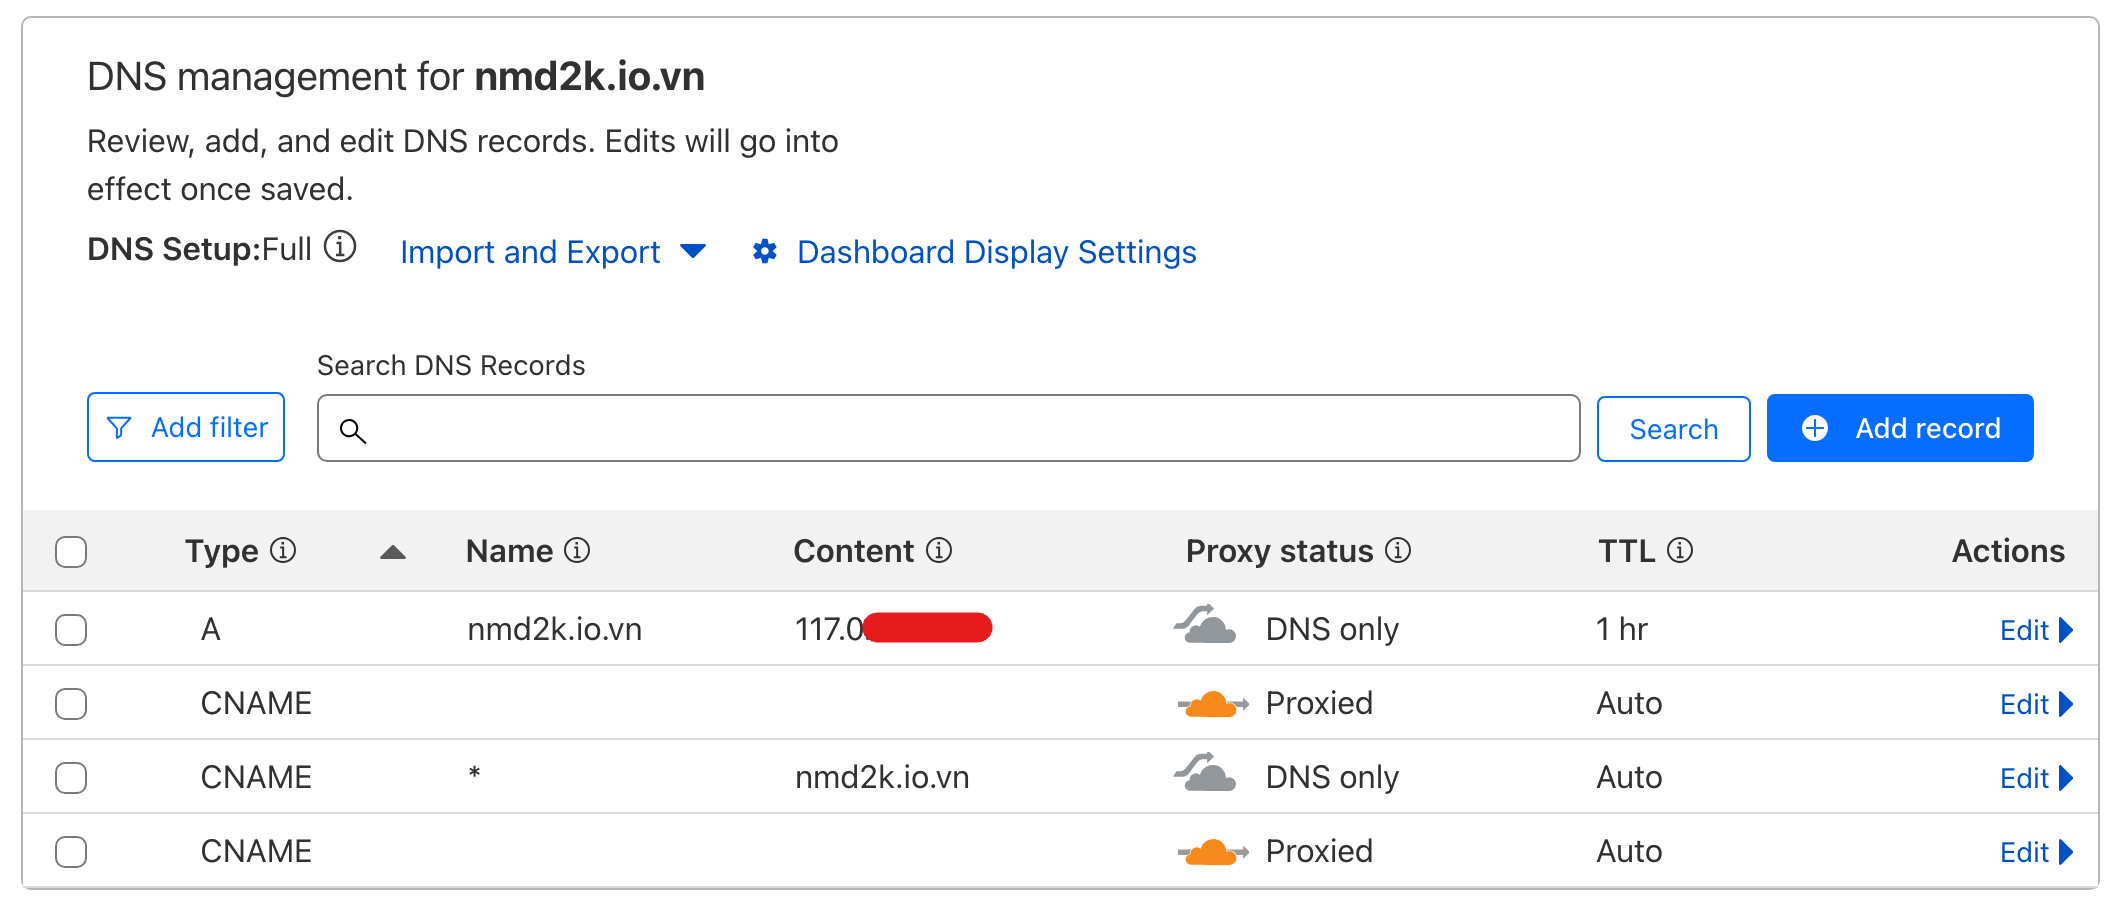 DNS management for nmd2k.io.vn
Review, add, and edit DNS records. Edits will go into
effect once saved.
DNS Setup:Full Import and Export Dashboard Display Settings
Search DNS Records
Add filter Search Add record
Type Name Content Proxy status TTL Actions
A nmd2k.io.vn 117.0 DNS only 1 hr Edit
CNAME Proxied Auto Edit
CNAME * nmd2k.io.vn DNS only Auto Edit
CNAME Proxied Auto Edit